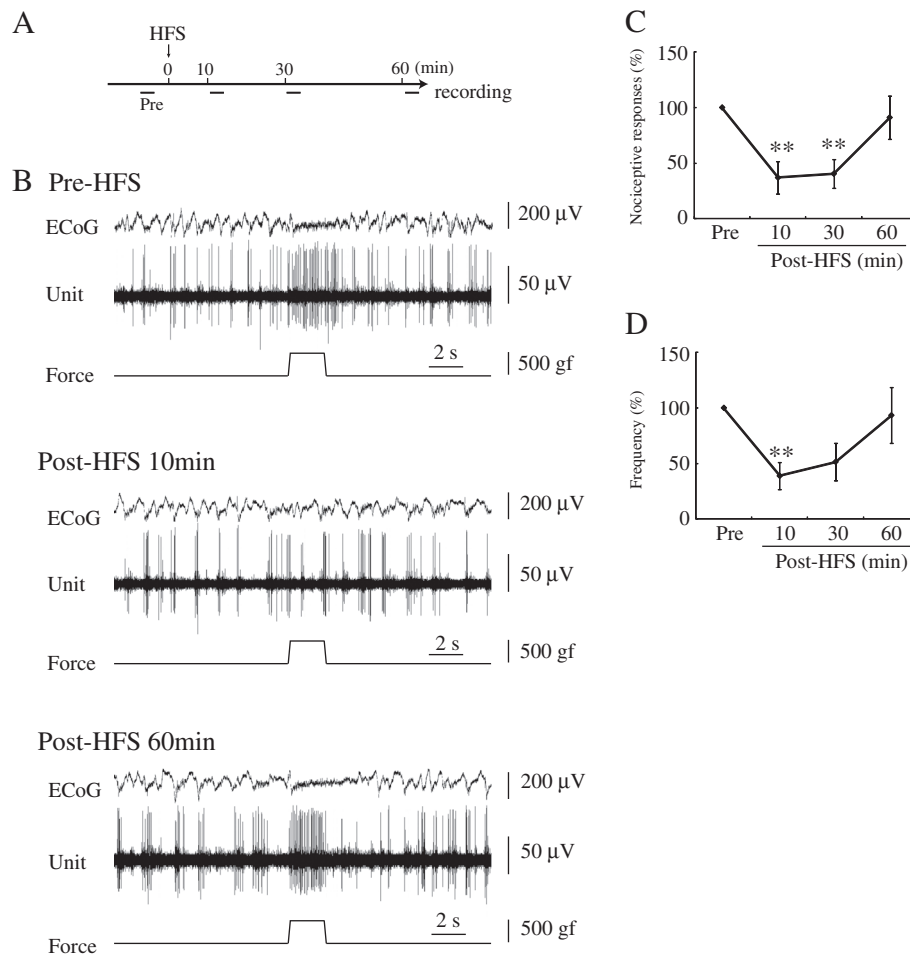 A
HFS
0 10 30 60 (min)
recording
Pre
B Pre-HFS
ECoG
200 μV
Unit
50 μV
Force
2 s
500 gf
Post-HFS 10min
ECoG
200 μV
Unit
50 μV
Force
2 s
500 gf
Post-HFS 60min
ECoG
200 μV
Unit
50 μV
Force
2 s
500 gf
C
Nociceptive responses (%)
150
100
50
0
** **
Pre 10 30 60
Post-HFS (min)
D
Frequency (%)
150
100
50
0
**
Pre 10 30 60
Post-HFS (min)